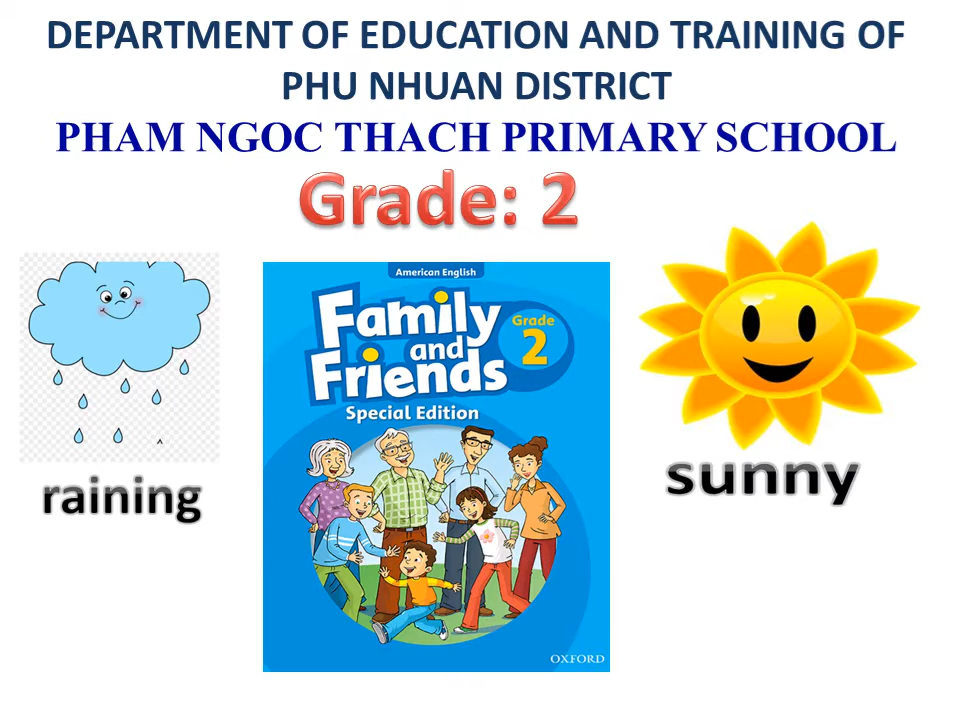 DEPARTMENT OF EDUCATION AND TRAINING OF
PHU NHUAN DISTRICT
PHAM NGOC THACH PRIMARY SCHOOL
Grade: 2
American English
Family
and
Friends
Grade
2
Special Edition
OXFORD
raining
sunny